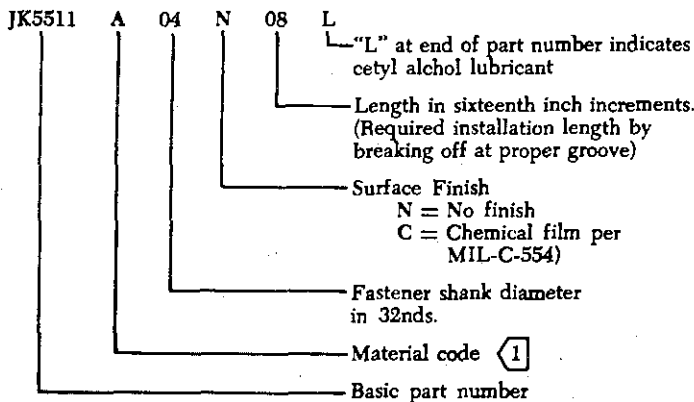 JK5511 A 04 N 08 L
"L" at end of part number indicates
cetyl alchol lubricant
Length in sixteenth inch increments.
(Required installation length by
breaking off at proper groove)
Surface Finish
N = No finish
C = Chemical film per
MIL-C-554)
Fastener shank diameter
in 32nds.
Material code 1
Basic part number